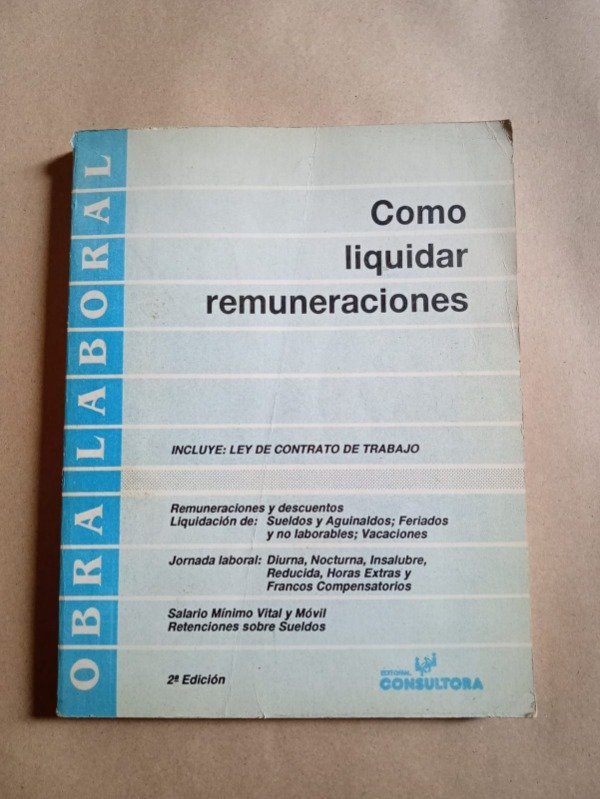 OBRA LABORAL
Como
liquidar
remuneraciones
INCLUYE: LEY DE CONTRATO DE TRABAJO
Remuneraciones y descuentos
Liquidación de: Sueldos y Aguinaldos; Feriados
y no laborables; Vacaciones
Jornada laboral: Diurna, Nocturna, Insalubre,
Reducida, Horas Extras y
Francos Compensatorios
Salario Mínimo Vital y Móvil
Retenciones sobre Sueldos
2ª Edición
EDITORIAL
CONSULTORA